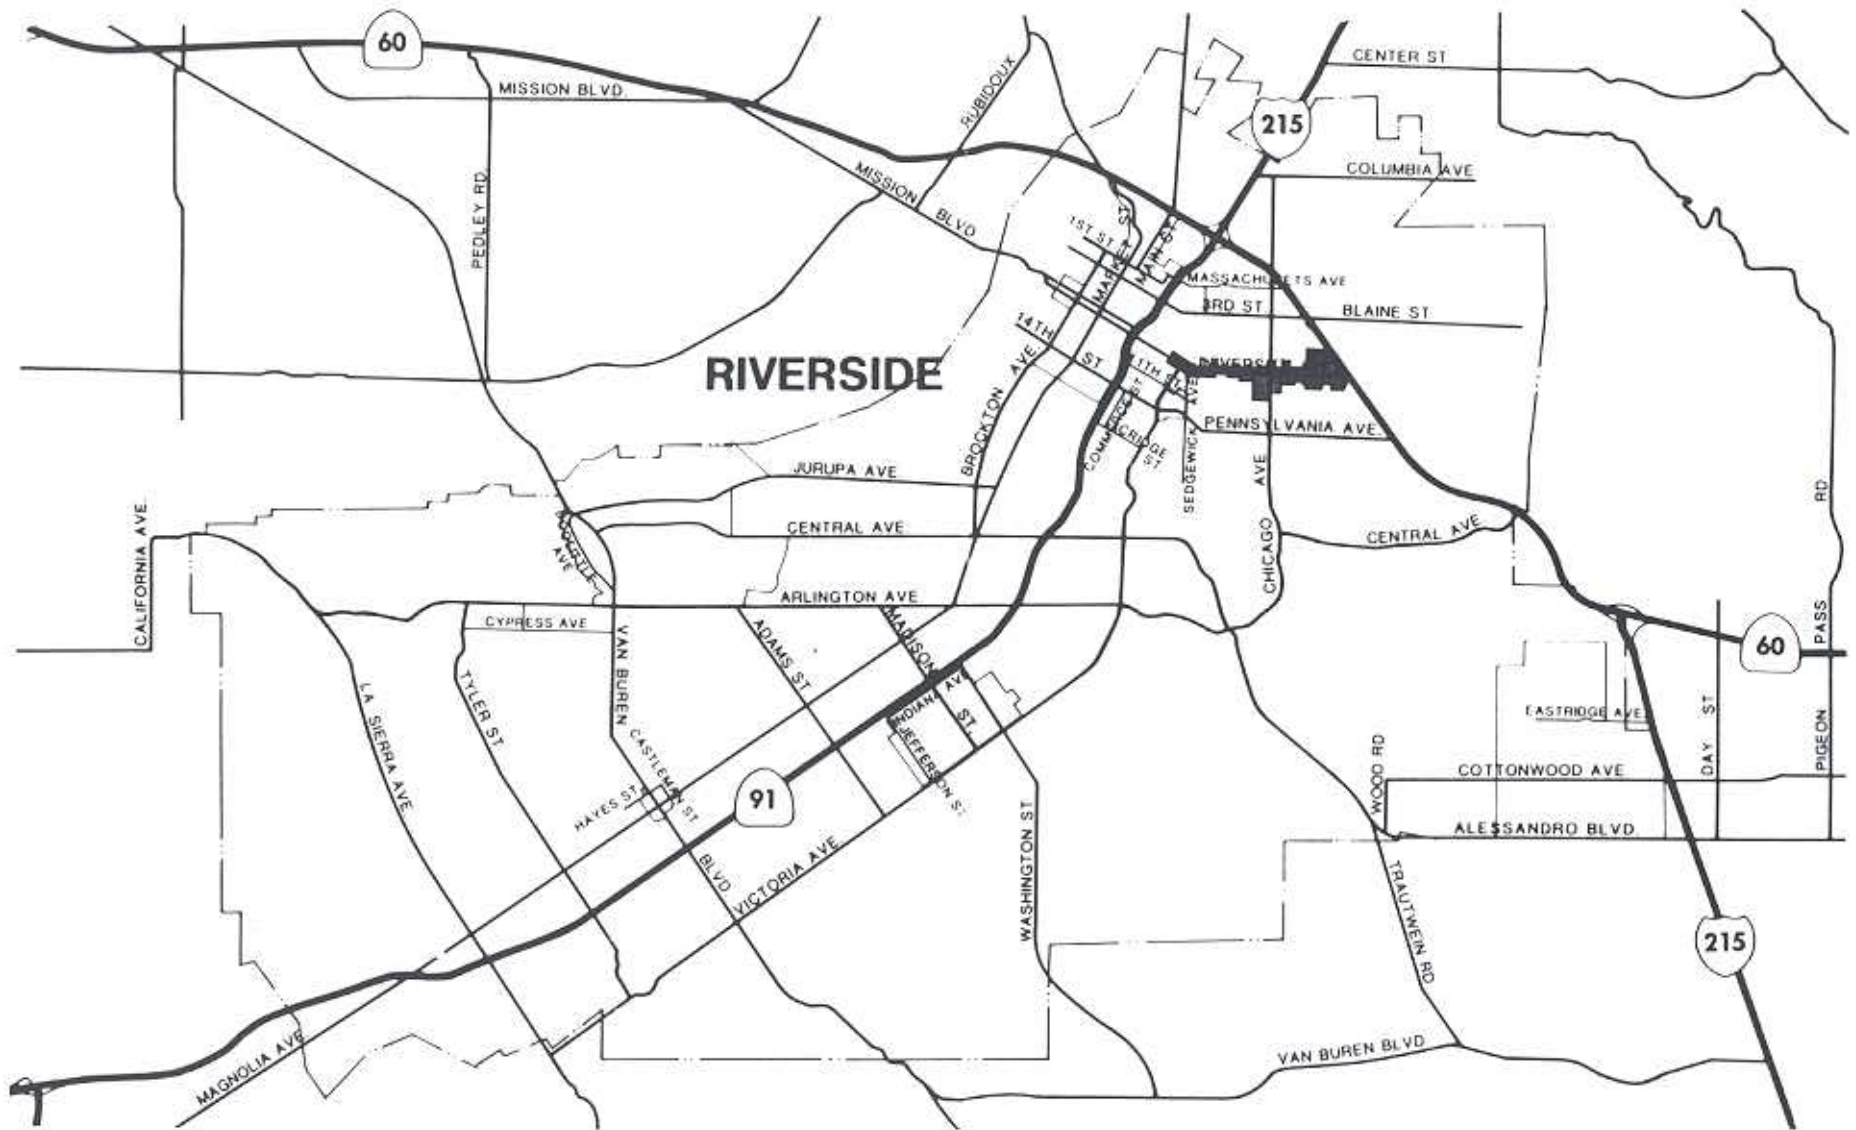 60
CENTER ST
MISSION BLVD.
RUBIDOUX
215
COLUMBIA AVE
PEDLEY RD.
MISSION
BLVD
1ST ST.
MARKET
ST
MAIN ST.
MASSACHUSETTS AVE
3RD ST.
BLAINE ST
14TH
ST
RIVERSIDE
AVE.
11TH ST.
BROCKTON
PENNSYLVANIA AVE.
SEDGEWICK AVE
JURUPA AVE
CENTRAL AVE
CHICAGO
AVE
CENTRAL AVE
CALIFORNIA AVE.
ARLINGTON AVE
CYPRESS AVE
VAN BUREN
ADAMS ST
MADISON
ST.
INDIANA AVE
60
RD
PASS
PIGEON
LA SIERRA AVE
TYLER ST
CASTLEMAN ST
JEFFERSON ST.
EASTRIDGE AVE.
DAY ST
WOOD RD
COTTONWOOD AVE
HAYES ST.
91
ALESSANDRO BLVD
BLVD
VICTORIA AVE.
WASHINGTON ST
TRAUTWEIN RD
215
MAGNOLIA AVE
VAN BUREN BLVD